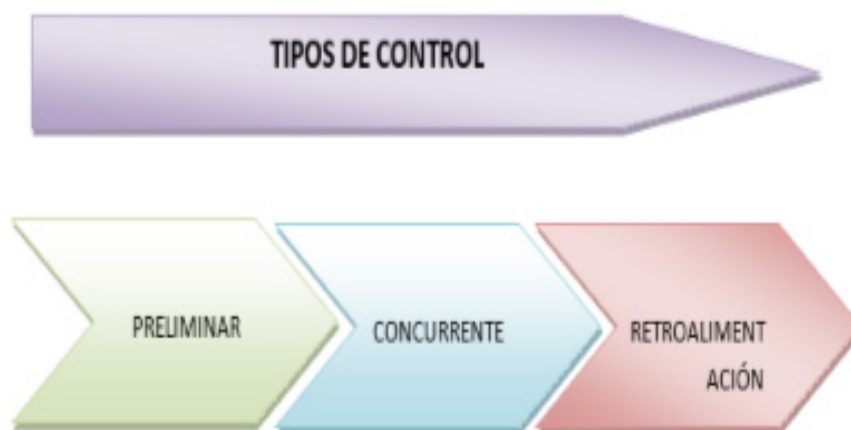 TIPOS DE CONTROL
PRELIMINAR
CONCURRENTE
RETROALIMENT
ACIÓN